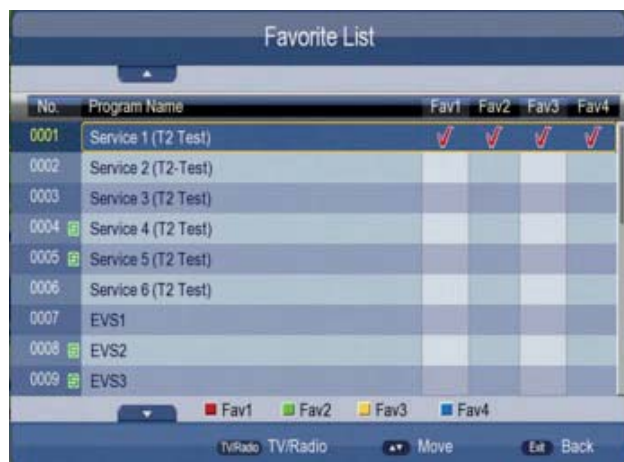 Favorite List
No. Program Name Fav1 Fav2 Fav3 Fav4
0001 Service 1 (T2 Test)
0002 Service 2 (T2-Test)
0003 Service 3 (T2 Test)
0004 Service 4 (T2 Test)
0005 Service 5 (T2 Test)
0006 Service 6 (T2 Test)
0007 EVS1
0008 EVS2
0009 EVS3
Fav1 Fav2 Fav3 Fav4
TV/Radio TV/Radio Move Exit Back